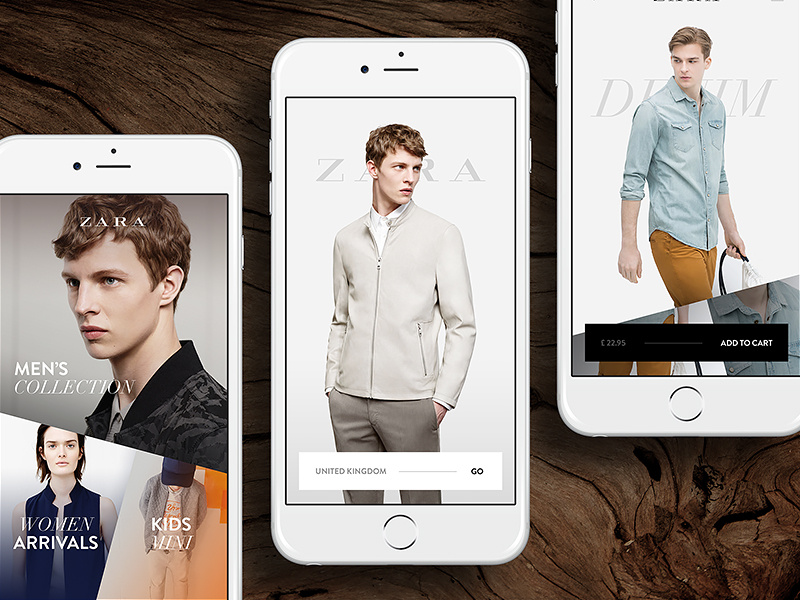 ZARA
MEN'S
COLLECTION
WOMEN
ARRIVALS
KIDS
MINI
ZARA
UNITED KINGDOM
GO
DENIM
£ 22.95
ADD TO CART